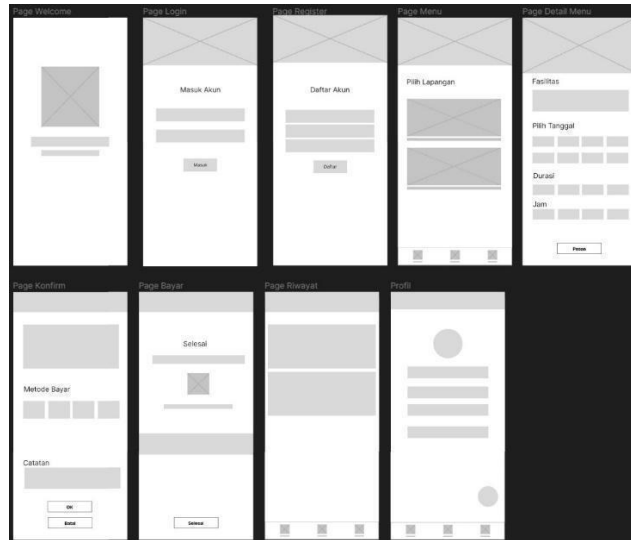 Page Welcome
Page Login
Page Register
Page Menu
Page Detail Menu
Masuk Akun
Masuk
Daftar Akun
Daftar
Pilih Lapangan
Fasilitas
Pilih Tanggal
Durasi
Jam
Pesan
Page Konfirm
Page Bayar
Page Riwayat
Profil
Metode Bayar
Catatan
OK
Batal
Selesai
Selesai